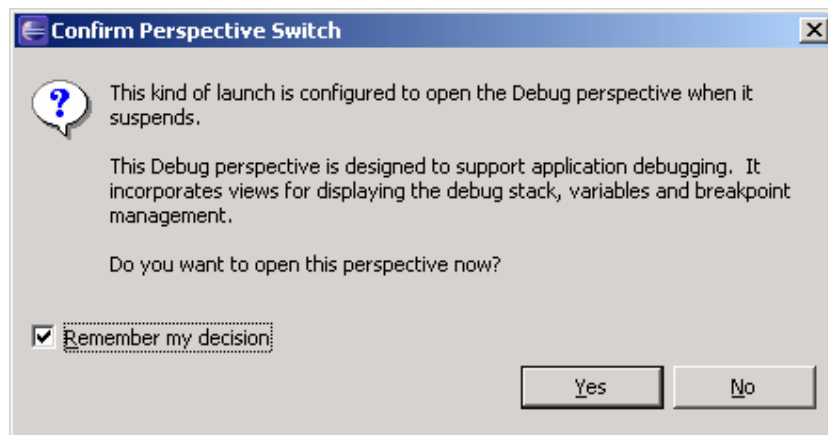 Confirm Perspective Switch
This kind of launch is configured to open the Debug perspective when it
suspends.
This Debug perspective is designed to support application debugging.  It
incorporates views for displaying the debug stack, variables and breakpoint
management.
Do you want to open this perspective now?
Remember my decision
Yes No